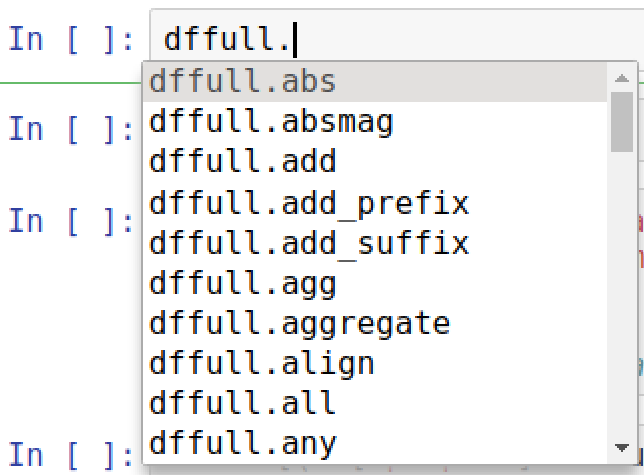 In [ ]: dffull.
dffull.abs
In [ ]: dffull.absmag
dffull.add
dffull.add_prefix
In [ ]: dffull.add_suffix
dffull.agg
dffull.aggregate
dffull.align
dffull.all
In [ ]: dffull.any